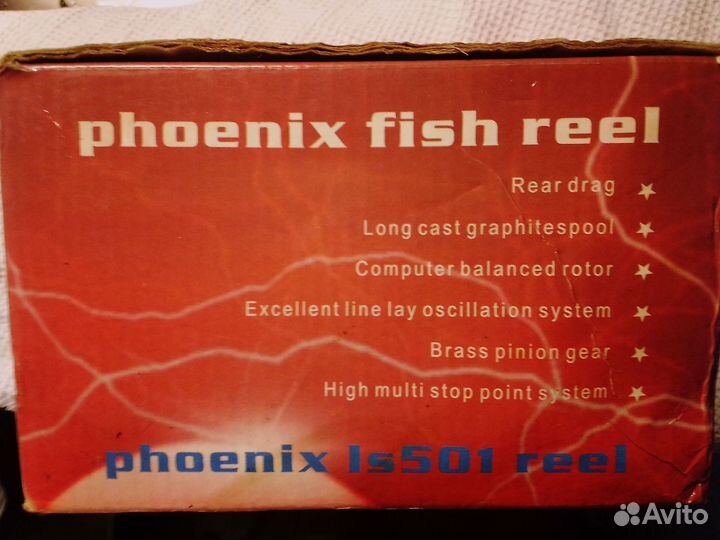 phoenix fish reel
Rear drag
Long cast graphitespool
Computer balanced rotor
Excellent line lay oscillation system
Brass pinion gear
High multi stop point system
phoenix ls501 reel
Avito